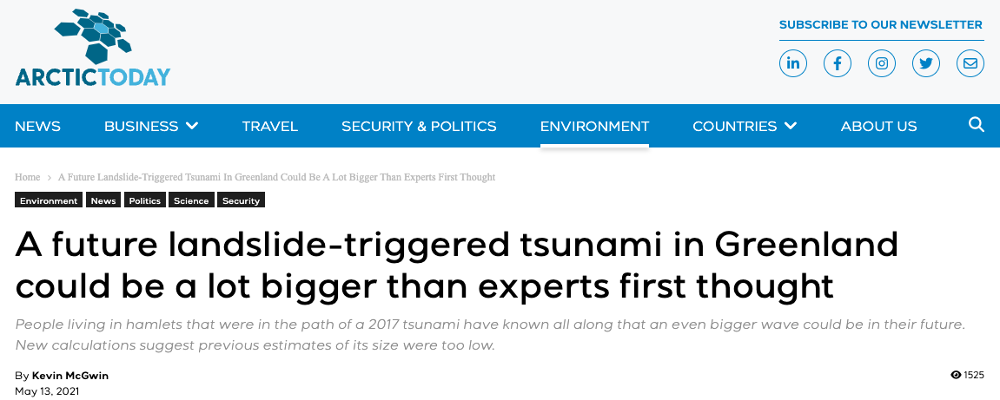 ARCTICTODAY
SUBSCRIBE TO OUR NEWSLETTER
NEWS BUSINESS TRAVEL SECURITY & POLITICS ENVIRONMENT COUNTRIES ABOUT US
Home › A Future Landslide-Triggered Tsunami In Greenland Could Be A Lot Bigger Than Experts First Thought
Environment News Politics Science Security
A future landslide-triggered tsunami in Greenland
could be a lot bigger than experts first thought
People living in hamlets that were in the path of a 2017 tsunami have known all along that an even bigger wave could be in their future.
New calculations suggest previous estimates of its size were too low.
By Kevin McGwin 1525
May 13, 2021